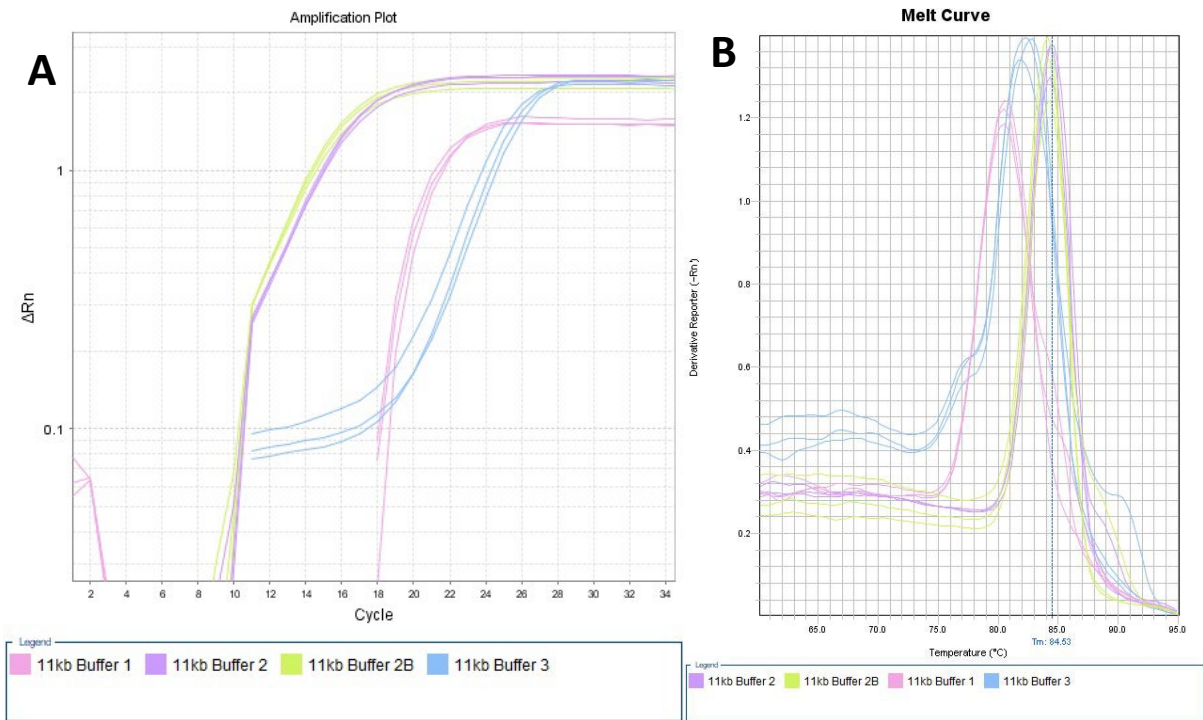 Amplification Plot
A
1
0.1
ΔRn
2 4 6 8 10 12 14 16 18 20 22 24 26 28 30 32 34
Cycle
Legend
11kb Buffer 1 11kb Buffer 2 11kb Buffer 2B 11kb Buffer 3
Melt Curve
B
1.2
1.0
0.8
0.6
0.4
0.2
Derivative Reporter (-Rn')
65.0 70.0 75.0 80.0 85.0 90.0 95.0
Tm: 84.53
Temperature (°C)
Legend
11kb Buffer 2 11kb Buffer 2B 11kb Buffer 1 11kb Buffer 3